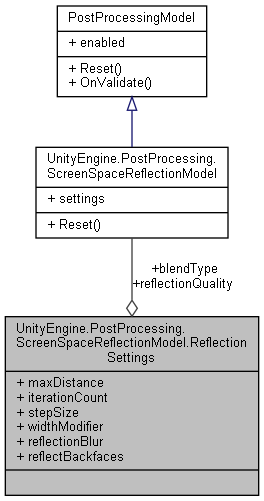 PostProcessingModel
+ enabled
+ Reset()
+ OnValidate()
UnityEngine.PostProcessing.
ScreenSpaceReflectionModel
+ settings
+ Reset()
+blendType
+reflectionQuality
UnityEngine.PostProcessing.
ScreenSpaceReflectionModel.Reflection
Settings
+ maxDistance
+ iterationCount
+ stepSize
+ widthModifier
+ reflectionBlur
+ reflectBackfaces